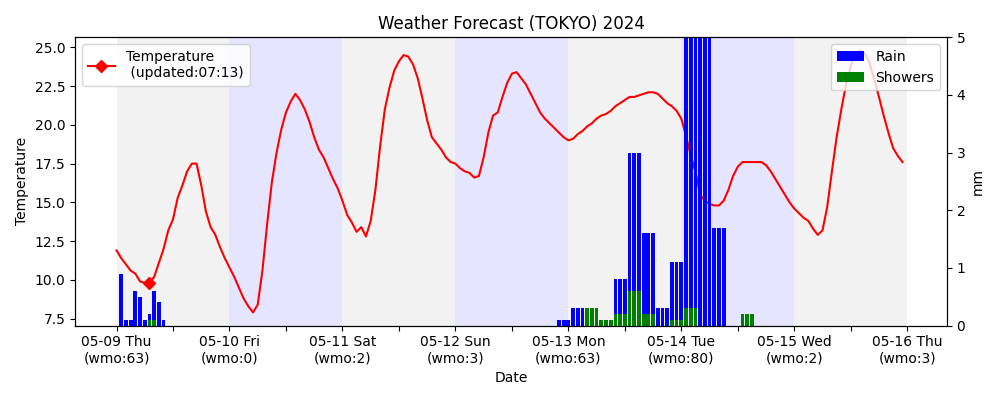 Weather Forecast (TOKYO) 2024
Temperature
(updated:07:13)
Rain
Showers
25.0
22.5
20.0
17.5
15.0
12.5
10.0
7.5
Temperature
5
4
3
2
1
0
mm
05-09 Thu
(wmo:63)
05-10 Fri
(wmo:0)
05-11 Sat
(wmo:2)
05-12 Sun
(wmo:3)
05-13 Mon
(wmo:63)
05-14 Tue
(wmo:80)
05-15 Wed
(wmo:2)
05-16 Thu
(wmo:3)
Date